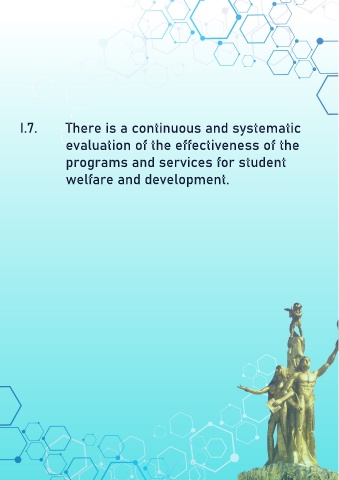 I.7. There is a continuous and systematic
evaluation of the effectiveness of the
programs and services for student
welfare and development.